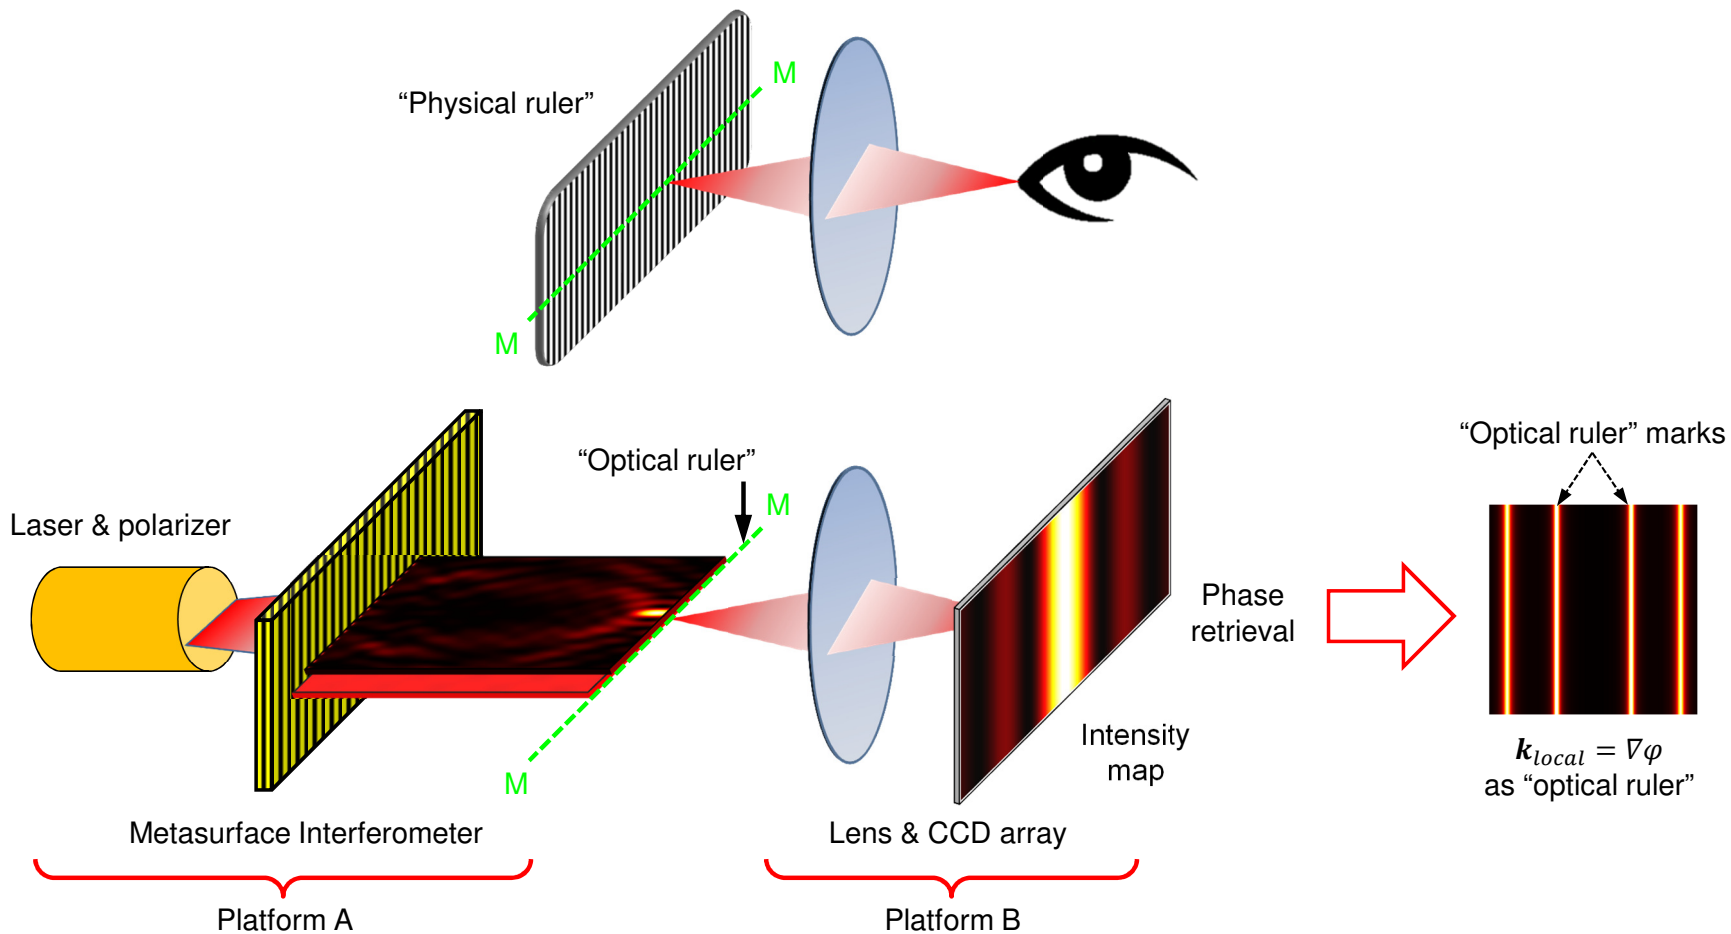 M
“Physical ruler”
M
“Optical ruler” marks
“Optical ruler”
M
Laser & polarizer
Phase
retrieval
Intensity
map
𝒌local = ∇φ
as “optical ruler”
M
Metasurface Interferometer
Lens & CCD array
Platform A
Platform B